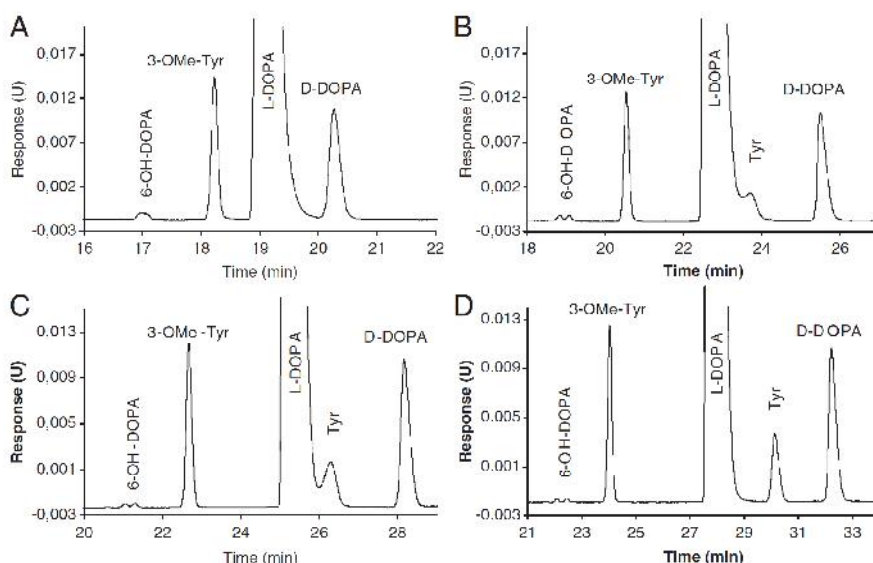 A
0,017
0,012
0,007
0,002
-0,003
Response (U)
6-OH-DOPA
3-OMe-Tyr
L-DOPA
D-DOPA
16 17 18 19 20 21 22
Time (min)
B
0,017
0,012
0,007
0,002
-0,003
Response (U)
6-OH-D OPA
3-OMe-Tyr
L-DOPA
Tyr
D-DOPA
18 20 22 24 26
Time (min)
C
0,013
0.009
0.005
0.001
-0,003
Response (U)
6-OH-DOPA
3-OMe-Tyr
L-DOPA
Tyr
D-DOPA
20 22 24 26 28
Time (min)
D
0.013
0.009
0.005
0.001
-0.003
Response (U)
6-OH-DOPA
3-OMe-Tyr
L-DOPA
Tyr
D-DOPA
21 23 25 27 29 31 33
Time (min)